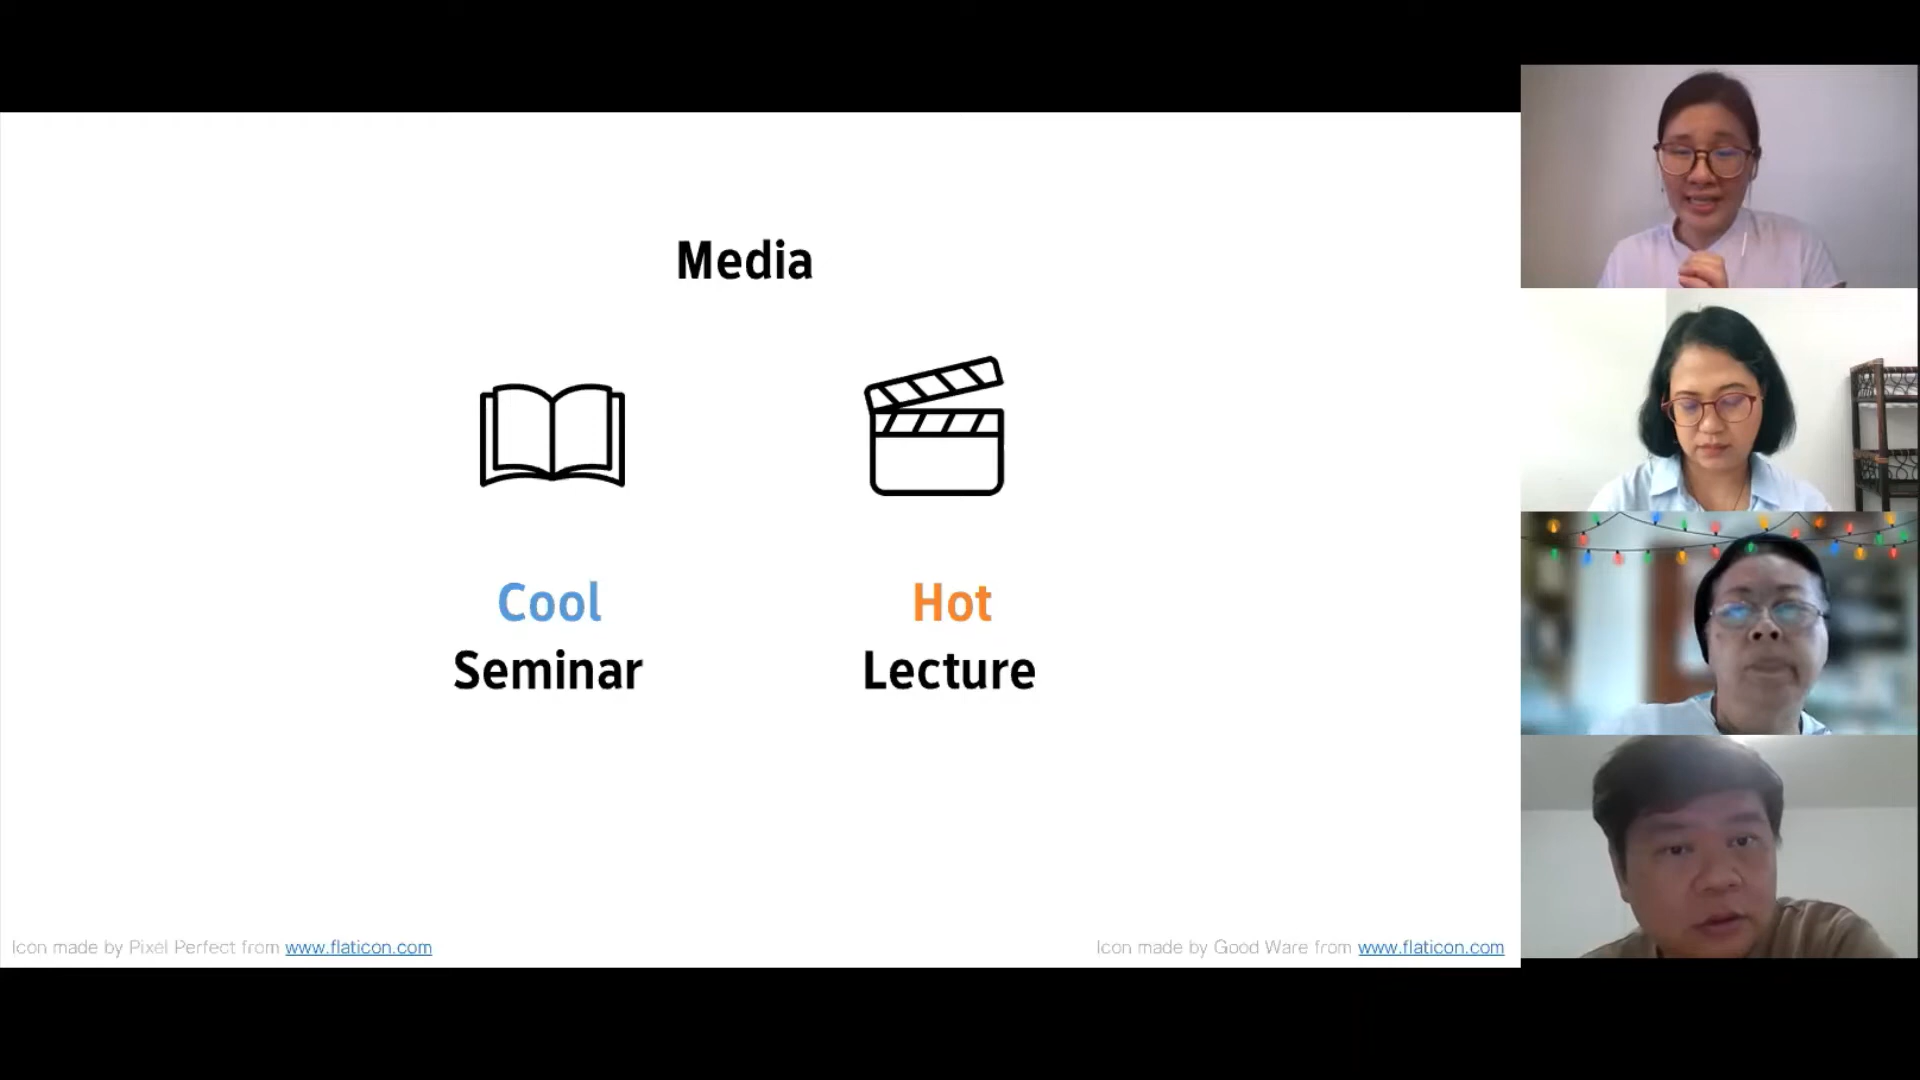 Media
Cool
Seminar
Hot
Lecture
Icon made by Pixel Perfect from www.flaticon.com
Icon made by Good Ware from www.flaticon.com